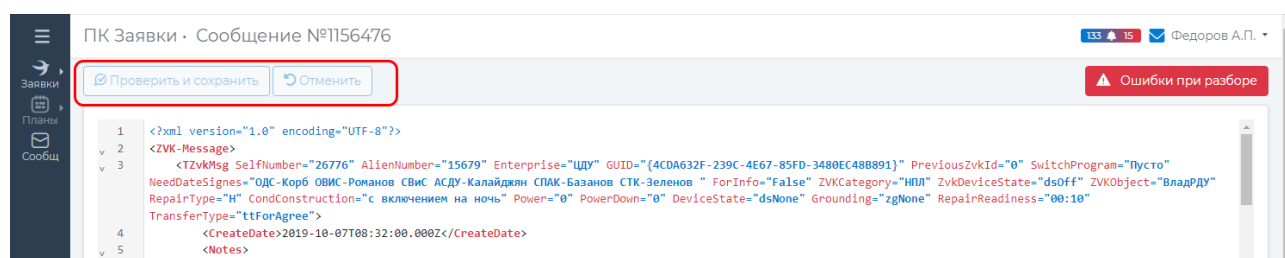 ПК Заявки · Сообщение №1156476
133 15 Федоров А.П.
Заявки
Планы
Сообщ
Проверить и сохранить Отменить
Ошибки при разборе
1 <?xml version="1.0" encoding="UTF-8"?>
2 <ZVK-Message>
3 <TZvkMsg SelfNumber="26776" AlienNumber="15679" Enterprise="ЦДУ" GUID="{4CDA632F-239C-4E67-85FD-3480EC48B891}" PreviousZvkId="0" SwitchProgram="Пусто"
NeedDateSignes="ОДС-Корб ОВИС-Романов СВиС АСДУ-Калайджян СПАК-Базанов СТК-Зеленов " ForInfo="False" ZVKCategory="НПЛ" ZvkDeviceState="dsOff" ZVKObject="ВладРДУ"
RepairType="Н" CondConstruction="с включением на ночь" Power="0" PowerDown="0" DeviceState="dsNone" Grounding="zgNone" RepairReadiness="00:10"
TransferType="ttForAgree">
4 <CreateDate>2019-10-07T08:32:00.000Z</CreateDate>
5 <Notes>